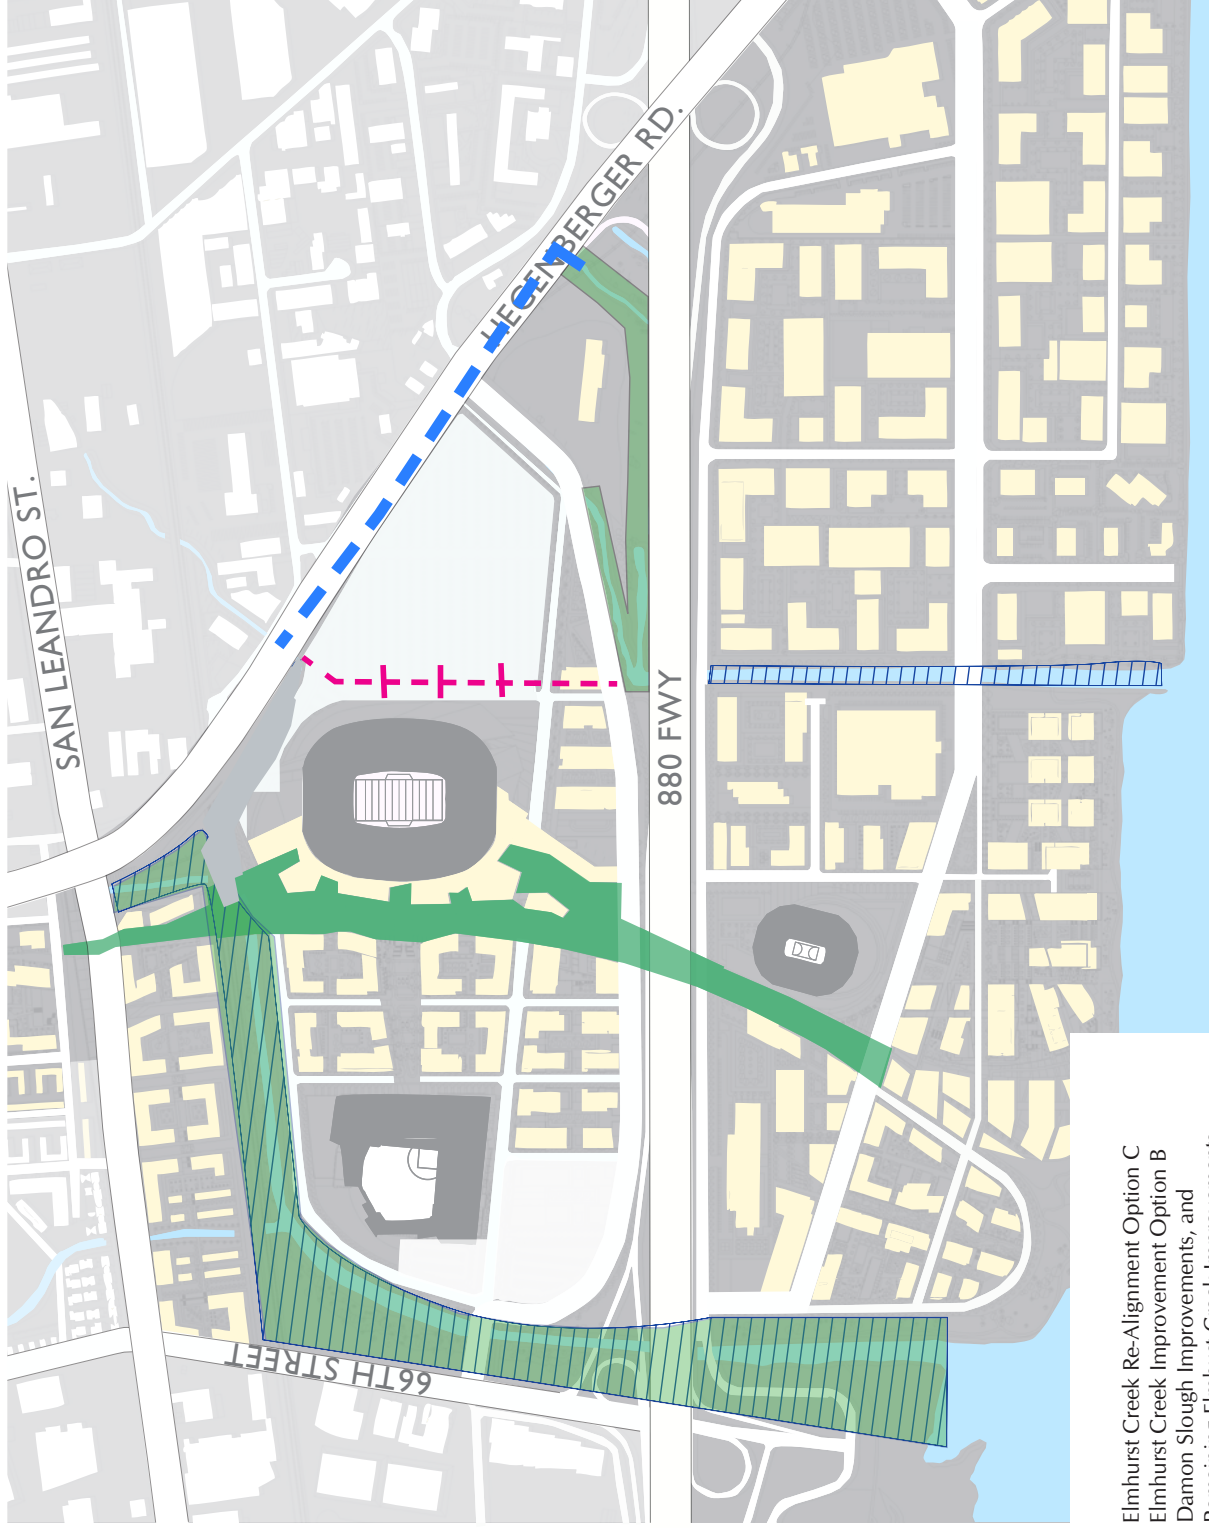 HEGENBERGER RD.
SAN LEANDRO ST.
880 FWY
66TH STREET
Elmhurst Creek Re-Alignment Option C
Elmhurst Creek Improvement Option B
Damon Slough Improvements, and